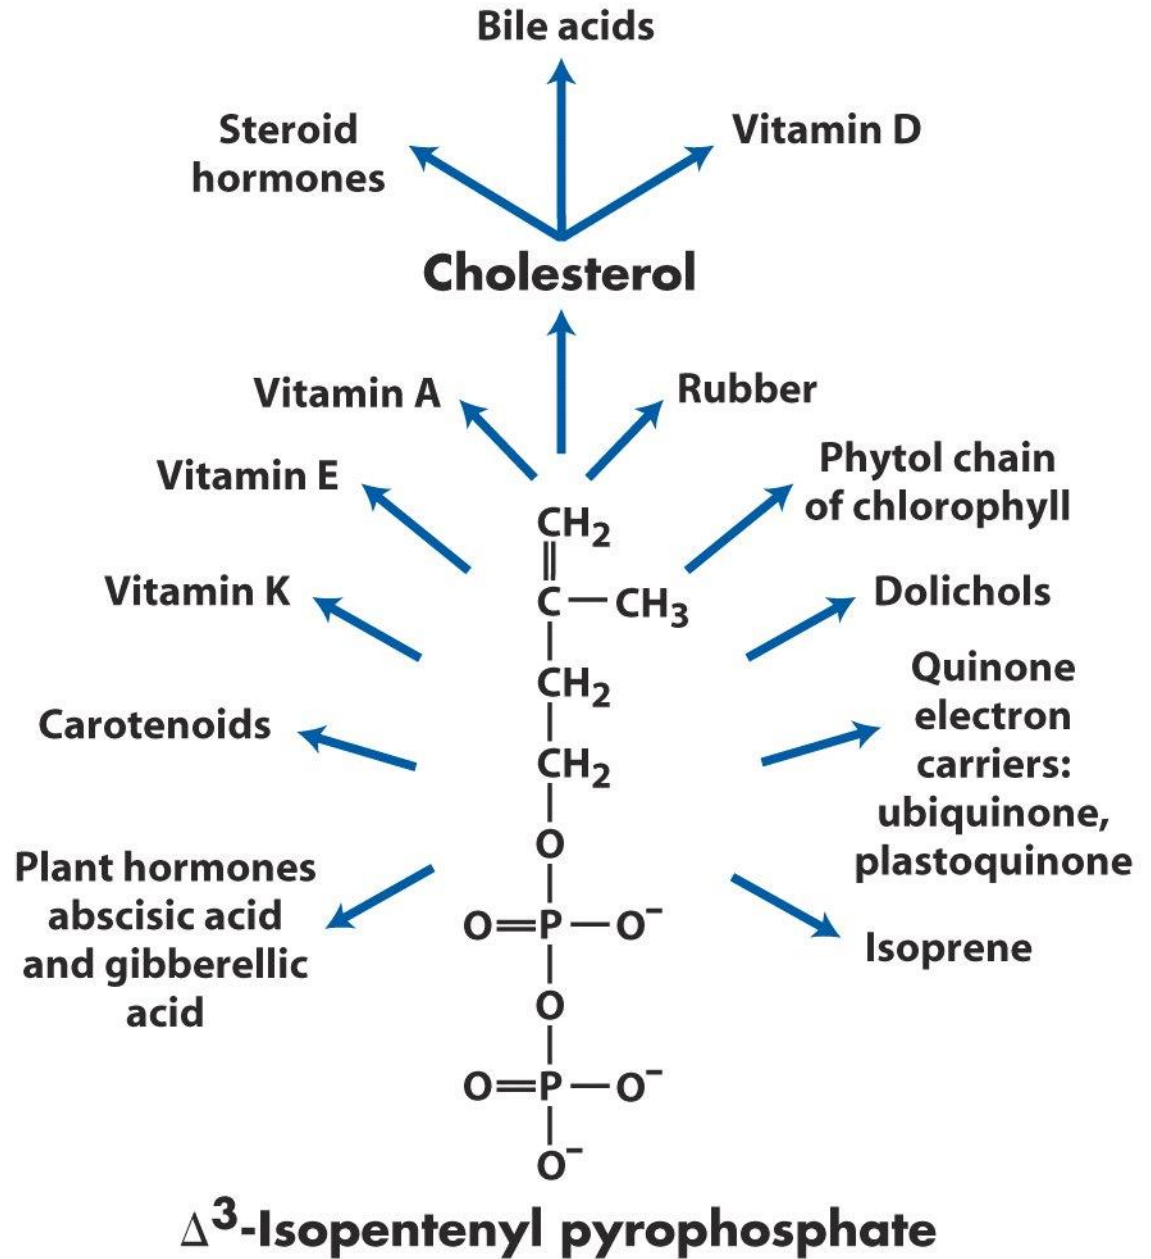 Bile acids
Steroid
hormones
Vitamin D
Cholesterol
Vitamin A
Rubber
Vitamin E
Phytol chain
of chlorophyll
Vitamin K
Dolichols
Carotenoids
Quinone
electron
carriers:
ubiquinone,
plastoquinone
Plant hormones
abscisic acid
and gibberellic
acid
Isoprene
CH₂
C—CH₃
CH₂
CH₂
O
O=P—O⁻
O
O=P—O⁻
O⁻
Δ³-Isopentenyl pyrophosphate